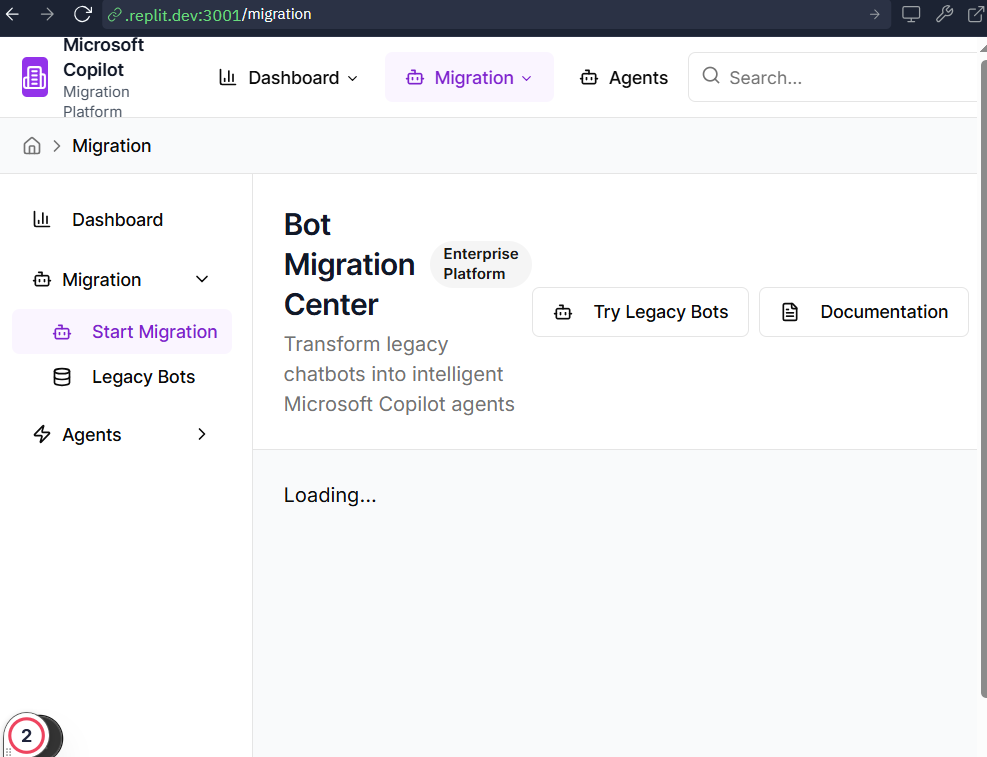 .replit.dev:3001/migration
Microsoft
Copilot
Migration
Platform
Dashboard
Migration
Agents
Search...
Migration
Dashboard
Migration
Start Migration
Legacy Bots
Agents
Bot
Migration
Center
Enterprise
Platform
Transform legacy
chatbots into intelligent
Microsoft Copilot agents
Try Legacy Bots
Documentation
Loading...
2